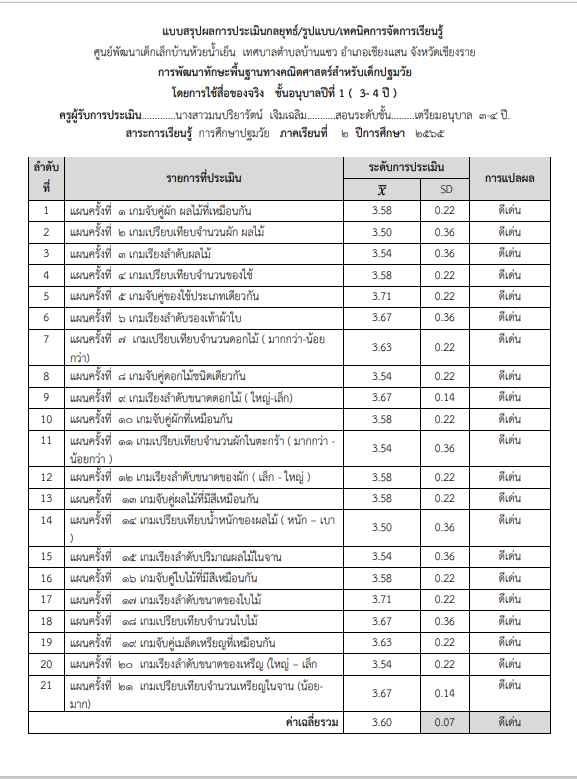 แบบสรุปผลการประเมินกลยุทธ์/รูปแบบ/เทคนิคการจัดการเรียนรู้
ศูนย์พัฒนาเด็กเล็กบ้านห้วยน้ำเย็น เทศบาลตำบลบ้านแซว อำเภอเชียงแสน จังหวัดเชียงราย
การพัฒนาทักษะพื้นฐานทางคณิตศาสตร์สำหรับเด็กปฐมวัย
โดยการใช้สื่อของจริง ชั้นอนุบาลปีที่ 1 ( 3- 4 ปี )
ครูผู้รับการประเมิน.............นางสาวมนปริยารัตน์ เจิมเฉลิม...........สอนระดับชั้น.........เตรียมอนุบาล ๓-๔ ปี.
สาระการเรียนรู้ การศึกษาปฐมวัย ภาคเรียนที่ ๒ ปีการศึกษา ๒๕๖๕
ลำดับที่ รายการที่ประเมิน ระดับการประเมิน การแปลผล
x̅ SD
1 แผนครั้งที่ ๑ เกมจับคู่ผัก ผลไม้ที่เหมือนกัน 3.58 0.22 ดีเด่น
2 แผนครั้งที่ ๒ เกมเปรียบเทียบจำนวนผัก ผลไม้ 3.50 0.36 ดีเด่น
3 แผนครั้งที่ ๓ เกมเรียงลำดับผลไม้ 3.54 0.36 ดีเด่น
4 แผนครั้งที่ ๔ เกมเปรียบเทียบจำนวนของใช้ 3.58 0.22 ดีเด่น
5 แผนครั้งที่ ๕ เกมจับคู่ของใช้ประเภทเดียวกัน 3.71 0.22 ดีเด่น
6 แผนครั้งที่ ๖ เกมเรียงลำดับรองเท้าผ้าใบ 3.67 0.36 ดีเด่น
7 แผนครั้งที่ ๗ เกมเปรียบเทียบจำนวนดอกไม้ ( มากกว่า-น้อย
กว่า) 3.63 0.22 ดีเด่น
8 แผนครั้งที่ ๘ เกมจับคู่ดอกไม้ชนิดเดียวกัน 3.54 0.22 ดีเด่น
9 แผนครั้งที่ ๙ เกมเรียงลำดับขนาดดอกไม้ ( ใหญ่-เล็ก) 3.67 0.14 ดีเด่น
10 แผนครั้งที่ ๑๐ เกมจับคู่ผักที่เหมือนกัน 3.58 0.22 ดีเด่น
11 แผนครั้งที่ ๑๑ เกมเปรียบเทียบจำนวนผักในตะกร้า ( มากกว่า -
น้อยกว่า ) 3.54 0.36 ดีเด่น
12 แผนครั้งที่ ๑๒ เกมเรียงลำดับขนาดของผัก ( เล็ก - ใหญ่ ) 3.58 0.22 ดีเด่น
13 แผนครั้งที่ ๑๓ เกมจับคู่ผลไม้ที่มีสีเหมือนกัน 3.58 0.22 ดีเด่น
14 แผนครั้งที่ ๑๔ เกมเปรียบเทียบน้ำหนักของผลไม้ ( หนัก – เบา
) 3.50 0.36 ดีเด่น
15 แผนครั้งที่ ๑๕ เกมเรียงลำดับปริมาณผลไม้ในจาน 3.54 0.36 ดีเด่น
16 แผนครั้งที่ ๑๖ เกมจับคู่ใบไม้ที่มีสีเหมือนกัน 3.58 0.22 ดีเด่น
17 แผนครั้งที่ ๑๗ เกมเรียงลำดับขนาดของใบไม้ 3.71 0.22 ดีเด่น
18 แผนครั้งที่ ๑๘ เกมเปรียบเทียบจำนวนใบไม้ 3.67 0.36 ดีเด่น
19 แผนครั้งที่ ๑๙ เกมจับคู่เมล็ดเหรียญที่เหมือนกัน 3.63 0.22 ดีเด่น
20 แผนครั้งที่ ๒๐ เกมเรียงลำดับขนาดของเหรีญ (ใหญ่ – เล็ก 3.54 0.22 ดีเด่น
21 แผนครั้งที่ ๒๑ เกมเปรียบเทียบจำนวนเหรียญในจาน (น้อย-
มาก) 3.67 0.14 ดีเด่น
ค่าเฉลี่ยรวม 3.60 0.07 ดีเด่น